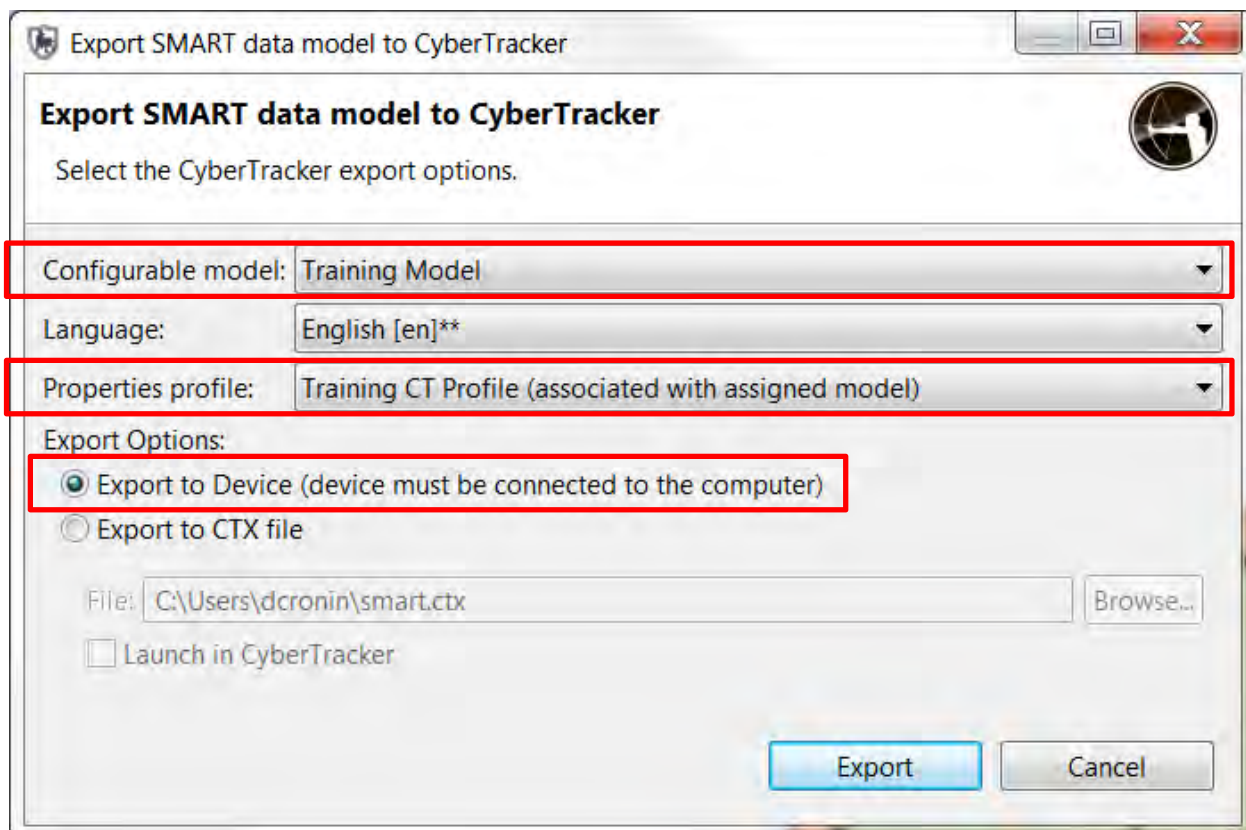 Export SMART data model to CyberTracker
Export SMART data model to CyberTracker
Select the CyberTracker export options.
Configurable model: Training Model
Language: English [en]**
Properties profile: Training CT Profile (associated with assigned model)
Export Options:
Export to Device (device must be connected to the computer)
Export to CTX file
File: C:\Users\dcronin\smart.ctx Browse...
Launch in CyberTracker
Export Cancel